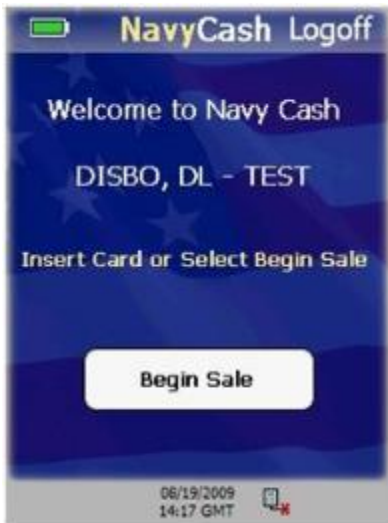 NavyCash Logoff
Welcome to Navy Cash
DISBO, DL - TEST
Insert Card or Select Begin Sale
Begin Sale
08/19/2009
14:17 GMT